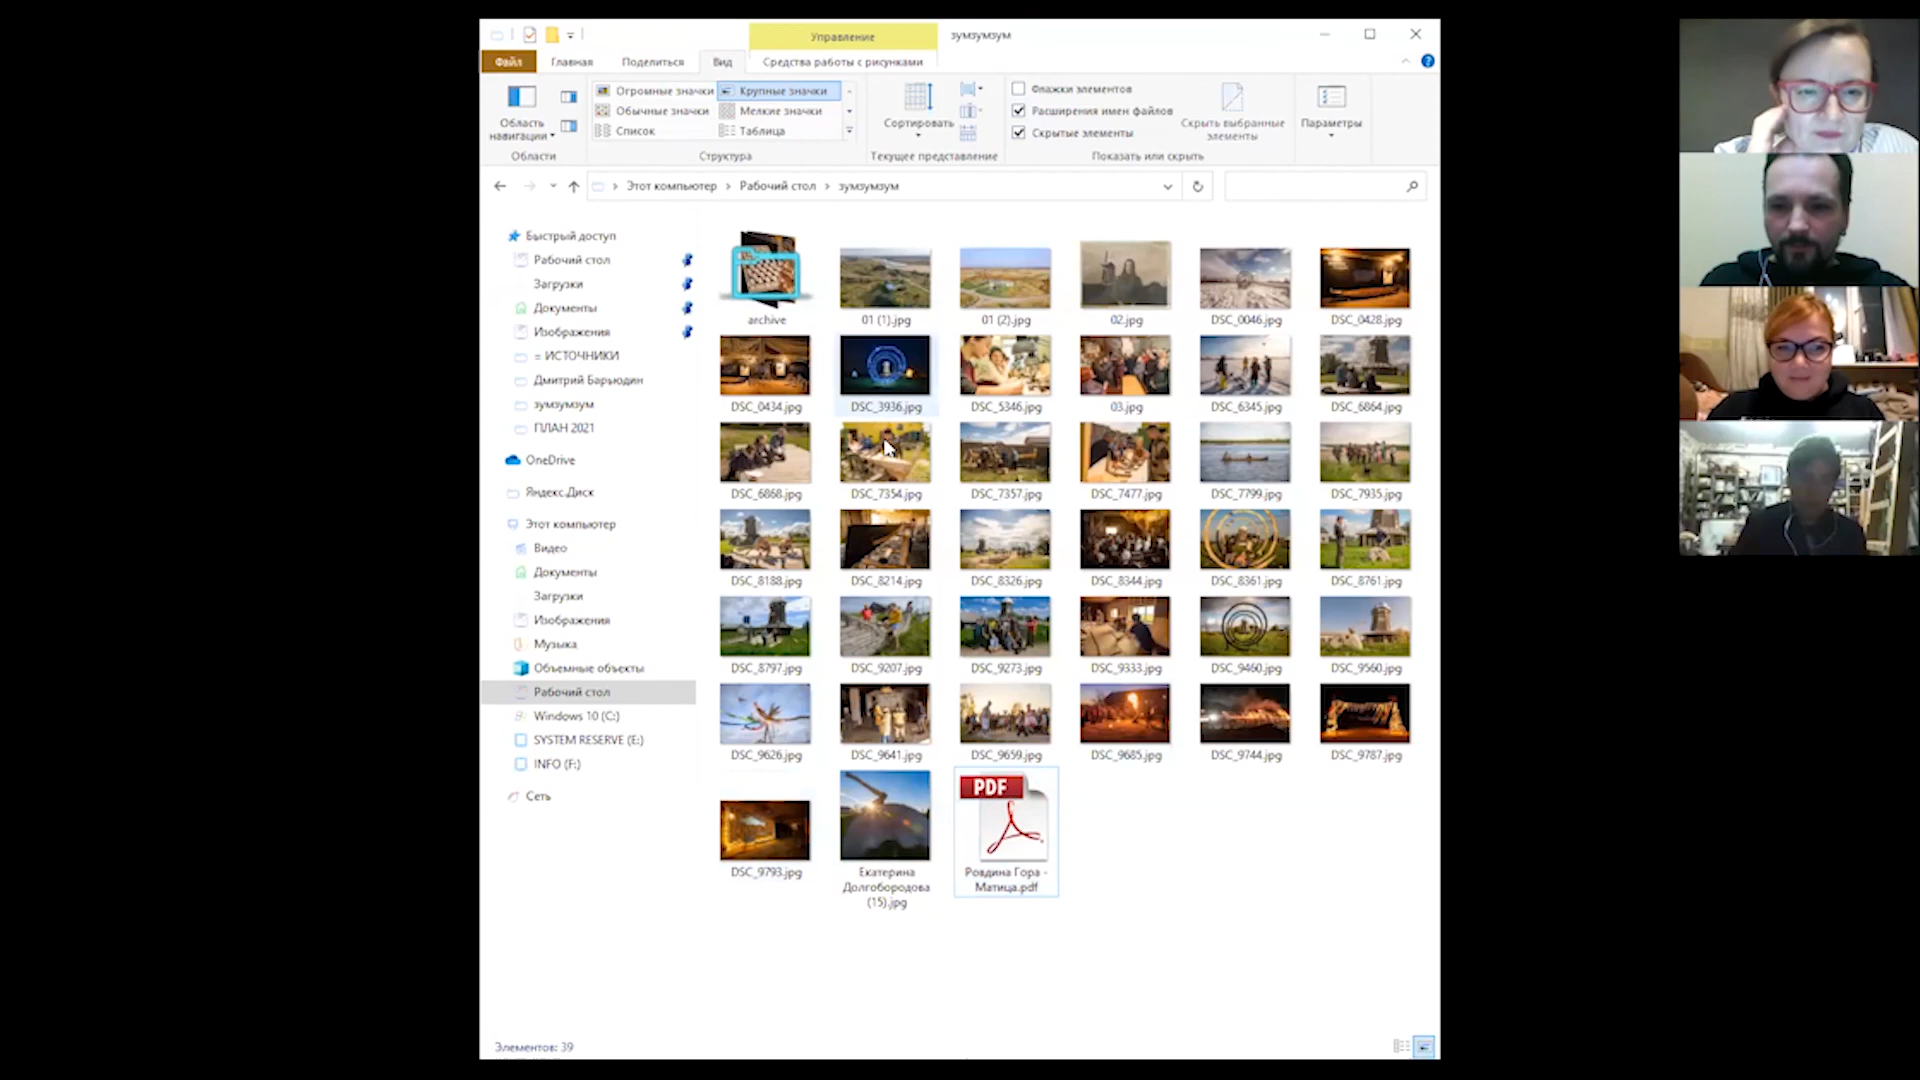 Управление
зумзумзум
Файл
Главная
Поделиться
Вид
Средства работы с рисунками
Область навигации
Огромные значки
Крупные значки
Обычные значки
Мелкие значки
Список
Таблица
Сортировать
Флажки элементов
Расширения имен файлов
Скрытые элементы
Скрыть выбранные
элементы
Параметры
Области
Структура
Текущее представление
Показать или скрыть
Этот компьютер
Рабочий стол
зумзумзум
Быстрый доступ
Рабочий стол
Загрузки
Документы
Изображения
= ИСТОЧНИКИ
Дмитрий Барьюдин
зумзумзум
ПЛАН 2021
OneDrive
Яндекс.Диск
Этот компьютер
Видео
Документы
Загрузки
Изображения
Музыка
Объемные объекты
Рабочий стол
Windows 10 (C:)
SYSTEM RESERVE (E:)
INFO (F:)
Сеть
archive
01 (1).jpg
01 (2).jpg
02.jpg
DSC_0046.jpg
DSC_0428.jpg
DSC_0434.jpg
DSC_3936.jpg
DSC_5346.jpg
03.jpg
DSC_6345.jpg
DSC_6864.jpg
DSC_6868.jpg
DSC_7354.jpg
DSC_7357.jpg
DSC_7477.jpg
DSC_7799.jpg
DSC_7935.jpg
DSC_8188.jpg
DSC_8214.jpg
DSC_8326.jpg
DSC_8344.jpg
DSC_8361.jpg
DSC_8761.jpg
DSC_8797.jpg
DSC_9207.jpg
DSC_9273.jpg
DSC_9333.jpg
DSC_9460.jpg
DSC_9560.jpg
DSC_9626.jpg
DSC_9641.jpg
DSC_9659.jpg
DSC_9685.jpg
DSC_9744.jpg
DSC_9787.jpg
DSC_9793.jpg
Екатерина
Долгобородова
(15).jpg
PDF
Ровдина Гора -
Матица.pdf
Элементов: 39